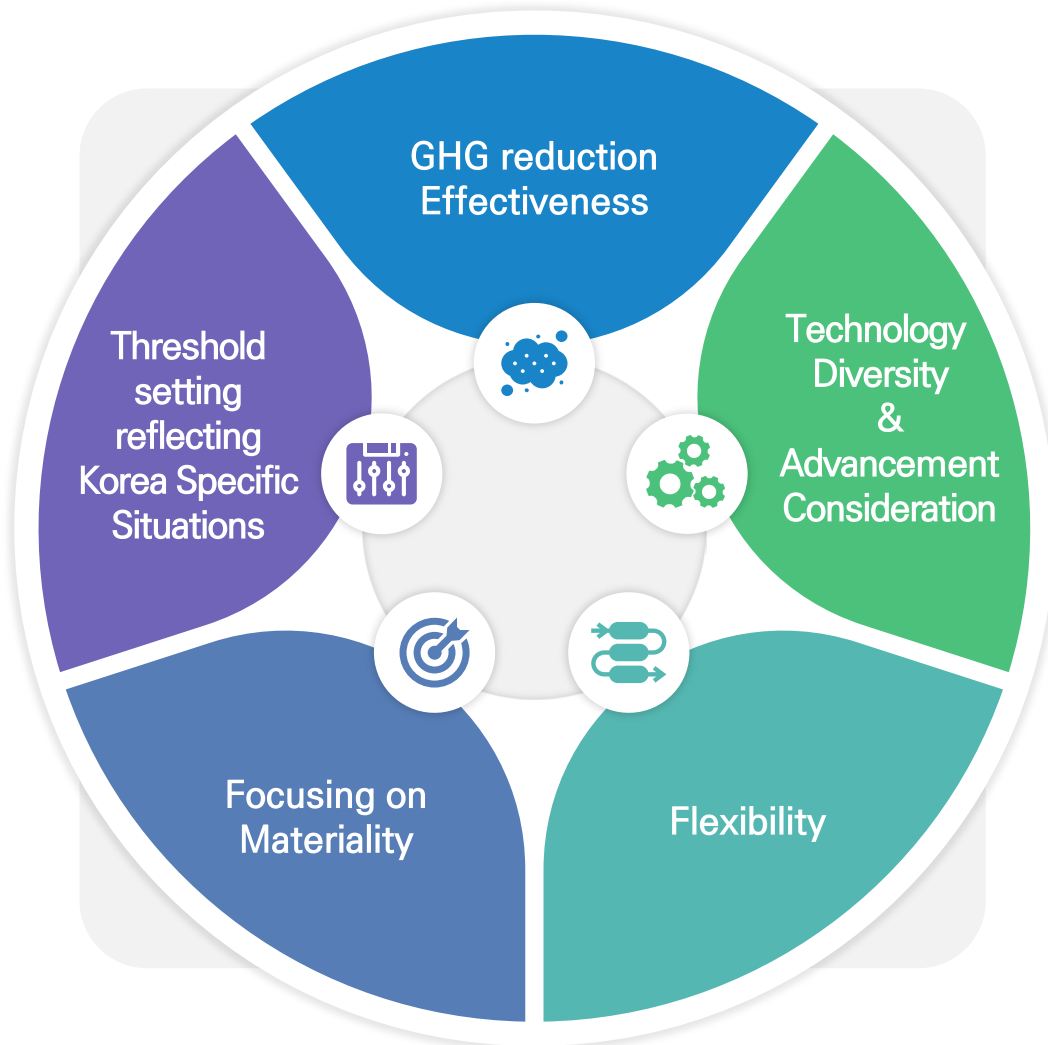 GHG reduction
Effectiveness
Technology
Diversity
&
Advancement
Consideration
Flexibility
Focusing on
Materiality
Threshold
setting
reflecting
Korea Specific
Situations